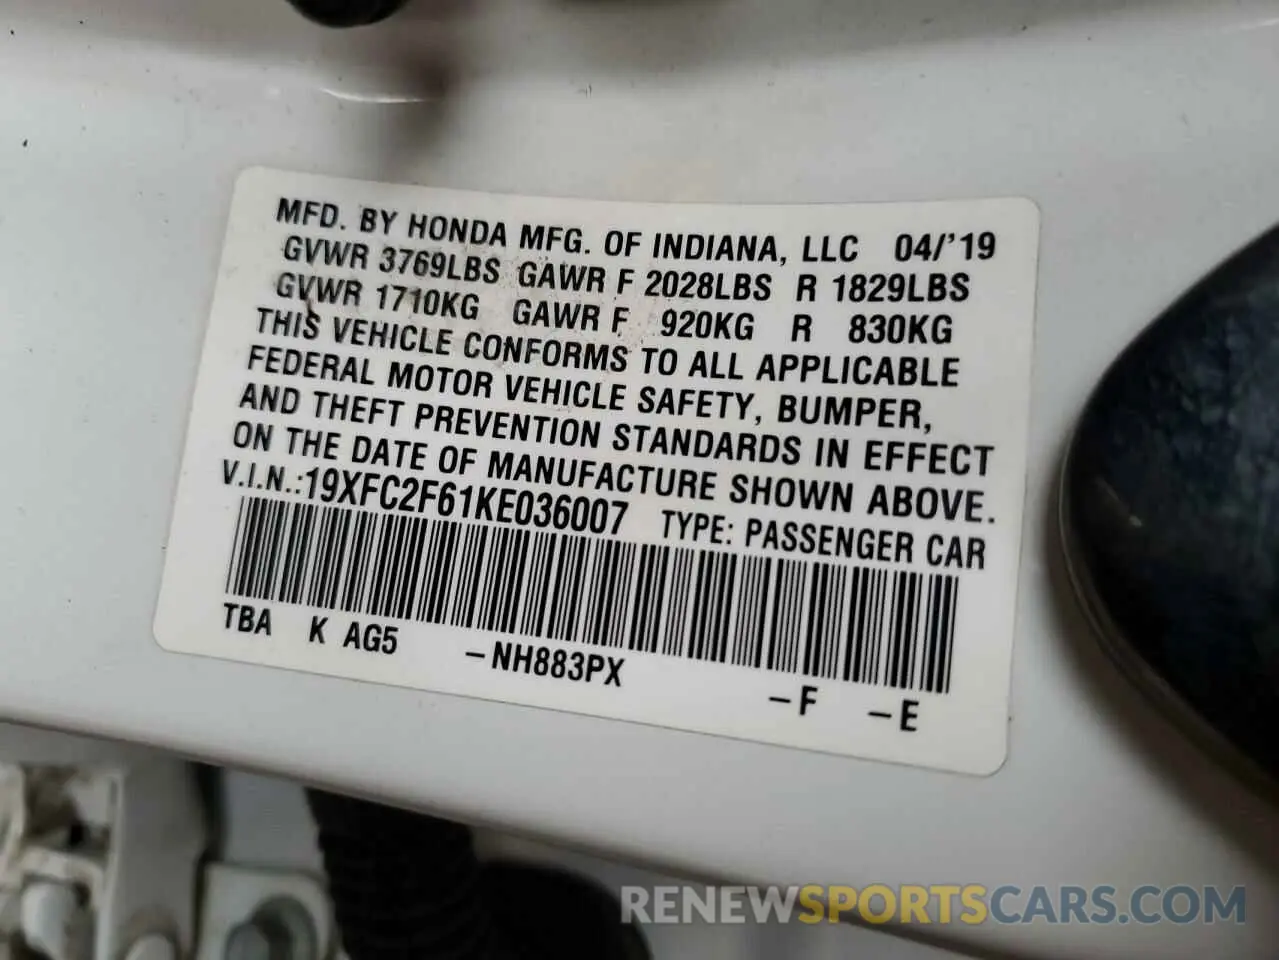 MFD. BY HONDA MFG. OF INDIANA, LLC 04/'19
GVWR 3769LBS GAWR F 2028LBS R 1829LBS
GVWR 1710KG GAWR F 920KG R 830KG
THIS VEHICLE CONFORMS TO ALL APPLICABLE
FEDERAL MOTOR VEHICLE SAFETY, BUMPER,
AND THEFT PREVENTION STANDARDS IN EFFECT
ON THE DATE OF MANUFACTURE SHOWN ABOVE.
V.I.N.:19XFC2F61KE036007 TYPE: PASSENGER CAR
TBA K AG5 -NH883PX -F -E
RENEWSPORTSCARS.COM